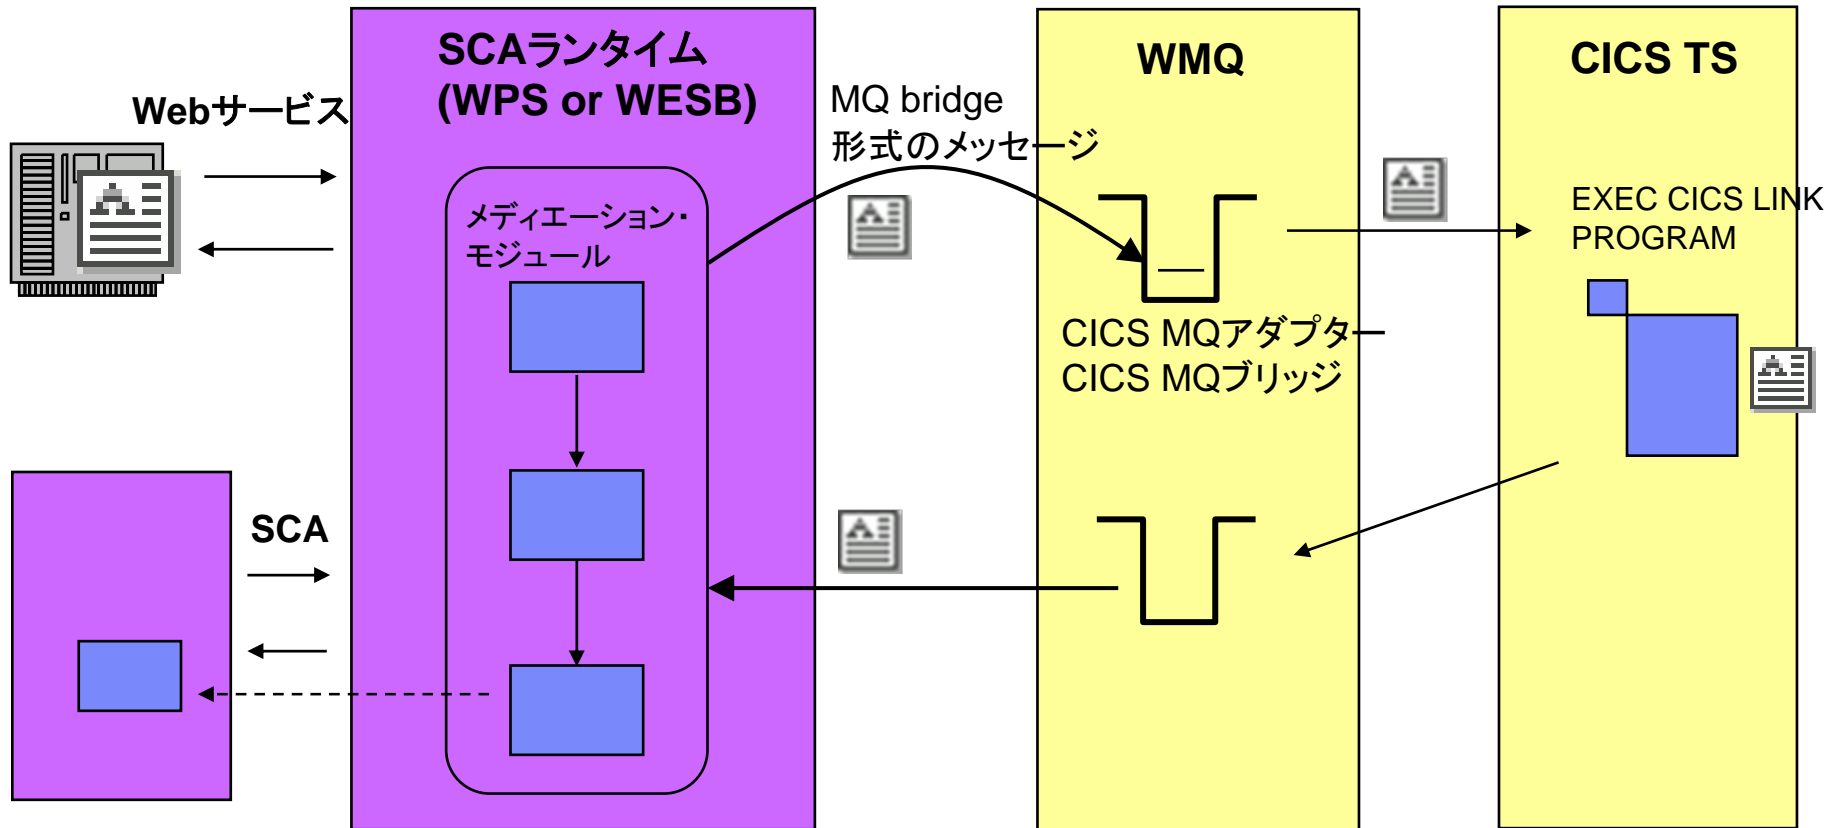 SCAランタイム
(WPS or WESB)
Webサービス
MQ bridge
形式のメッセージ
WMQ
CICS TS
メディエーション・
モジュール
EXEC CICS LINK
PROGRAM
CICS MQアダプター
CICS MQブリッジ
SCA